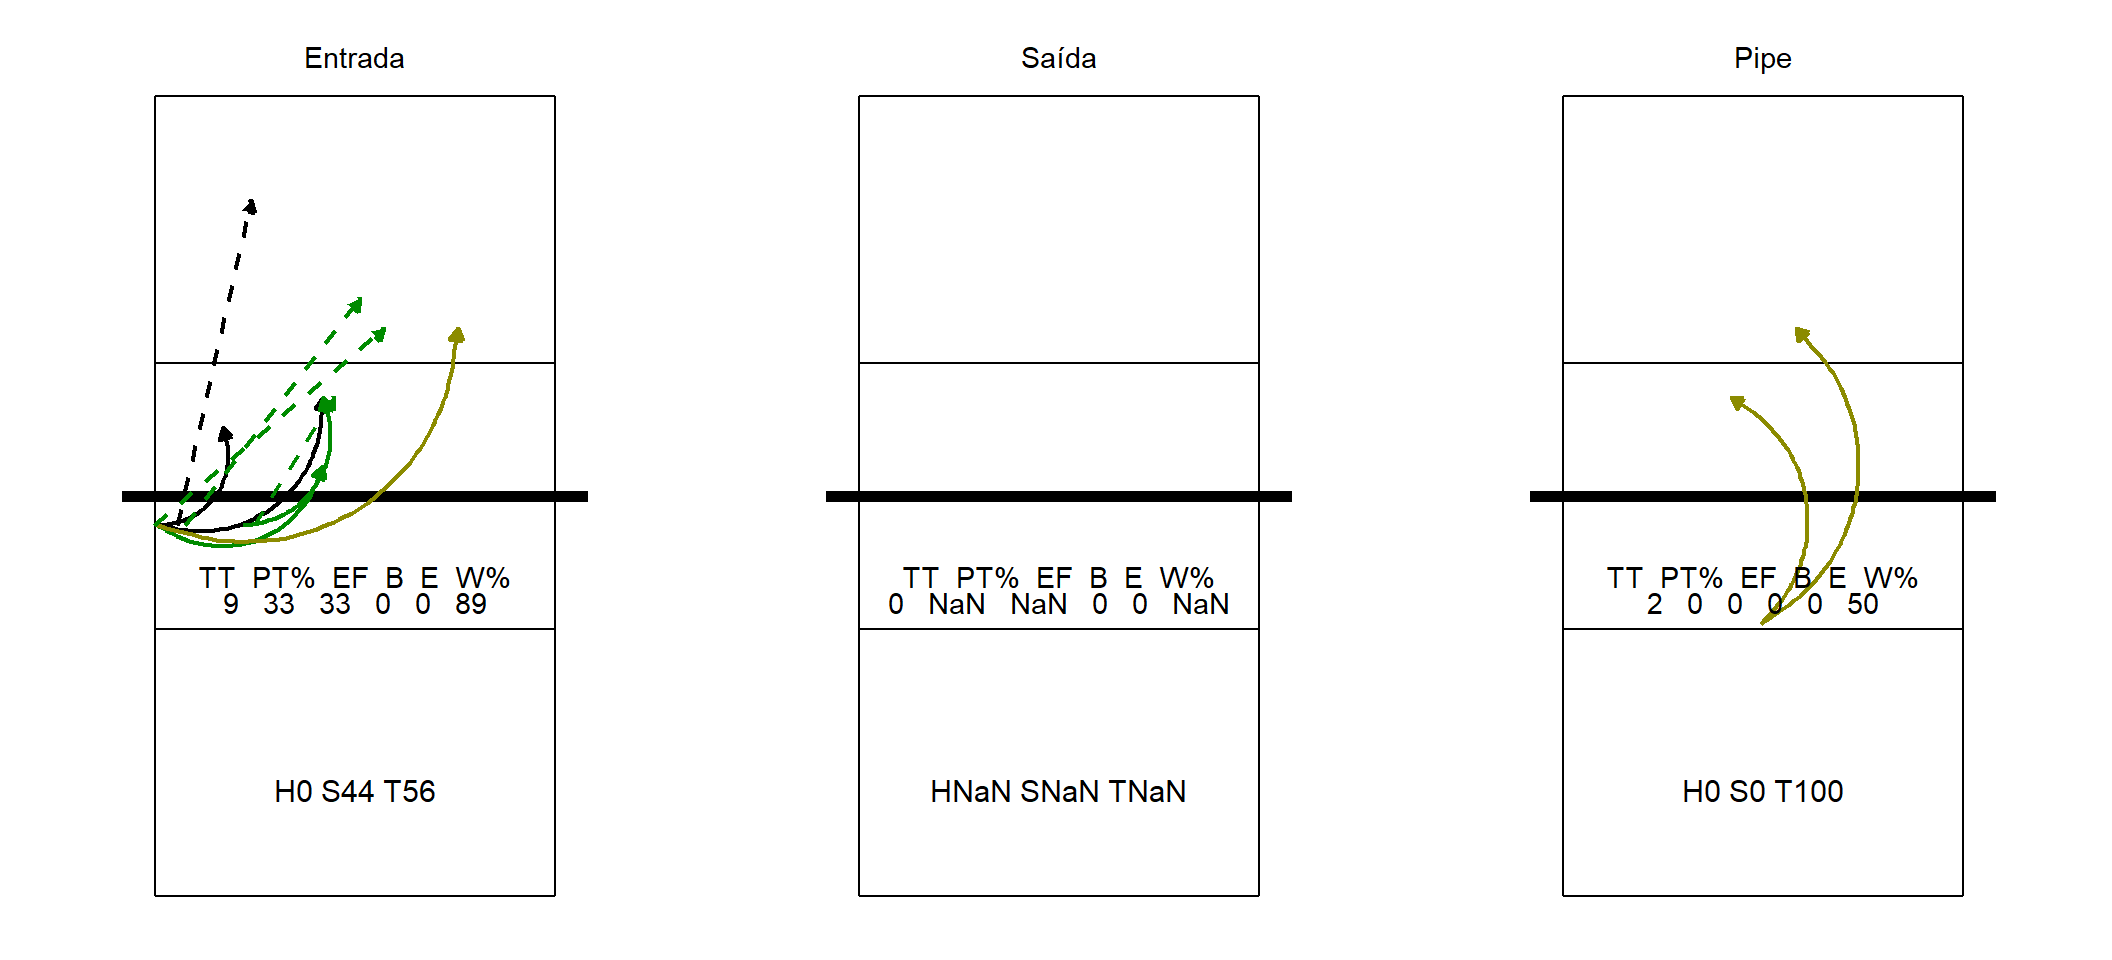 Entrada
TT PT% EF B E W%
9 33 33 0 0 89
H0 S44 T56
Saída
TT PT% EF B E W%
0 NaN NaN 0 0 NaN
HNaN SNaN TNaN
Pipe
TT PT% EF B E W%
2 0 0 0 0 50
H0 S0 T100